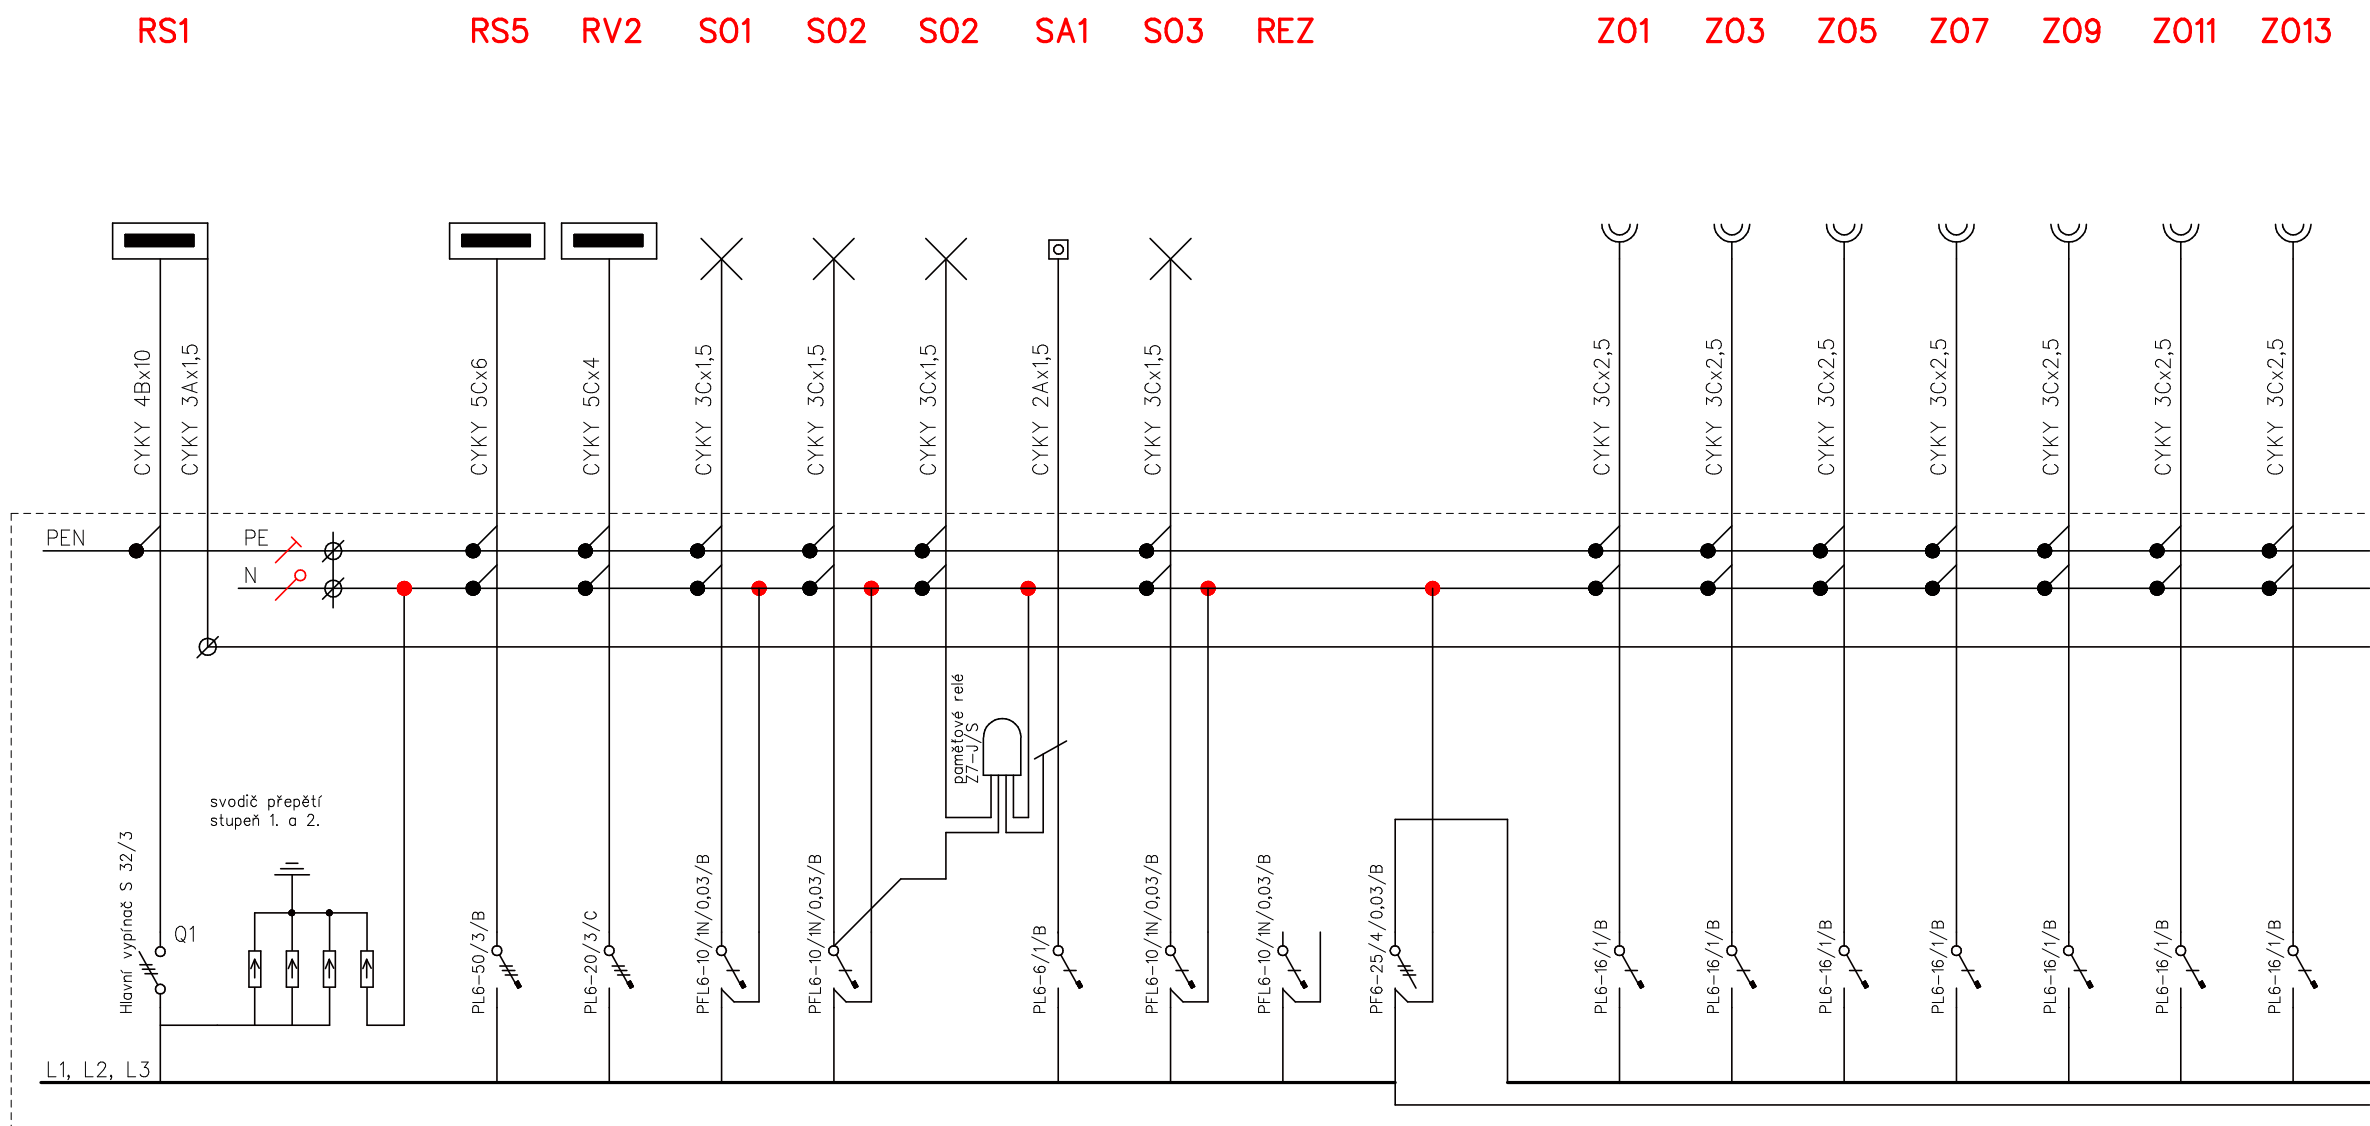 RS1 RS5 RV2 SO1 SO2 SO2 SA1 SO3 REZ ZO1 ZO3 ZO5 ZO7 ZO9 ZO11 ZO13
CYKY 4Bx10
CYKY 3Ax1,5
CYKY 5Cx6
CYKY 5Cx4
CYKY 3Cx1,5
CYKY 3Cx1,5
CYKY 3Cx1,5
CYKY 2Ax1,5
CYKY 3Cx1,5
CYKY 3Cx2,5
CYKY 3Cx2,5
CYKY 3Cx2,5
CYKY 3Cx2,5
CYKY 3Cx2,5
CYKY 3Cx2,5
CYKY 3Cx2,5
PEN
PE
N
paměťové relé
Z7-J/S
svodič přepětí
stupeň 1. a 2.
Hlavní vypínač S 32/3
Q1
PL6-50/3/B
PL6-20/3/C
PFL6-10/1N/0,03/B
PFL6-10/1N/0,03/B
PL6-6/1/B
PFL6-10/1N/0,03/B
PFL6-10/1N/0,03/B
PF6-25/4/0,03/B
PL6-16/1/B
PL6-16/1/B
PL6-16/1/B
PL6-16/1/B
PL6-16/1/B
PL6-16/1/B
PL6-16/1/B
L1, L2, L3